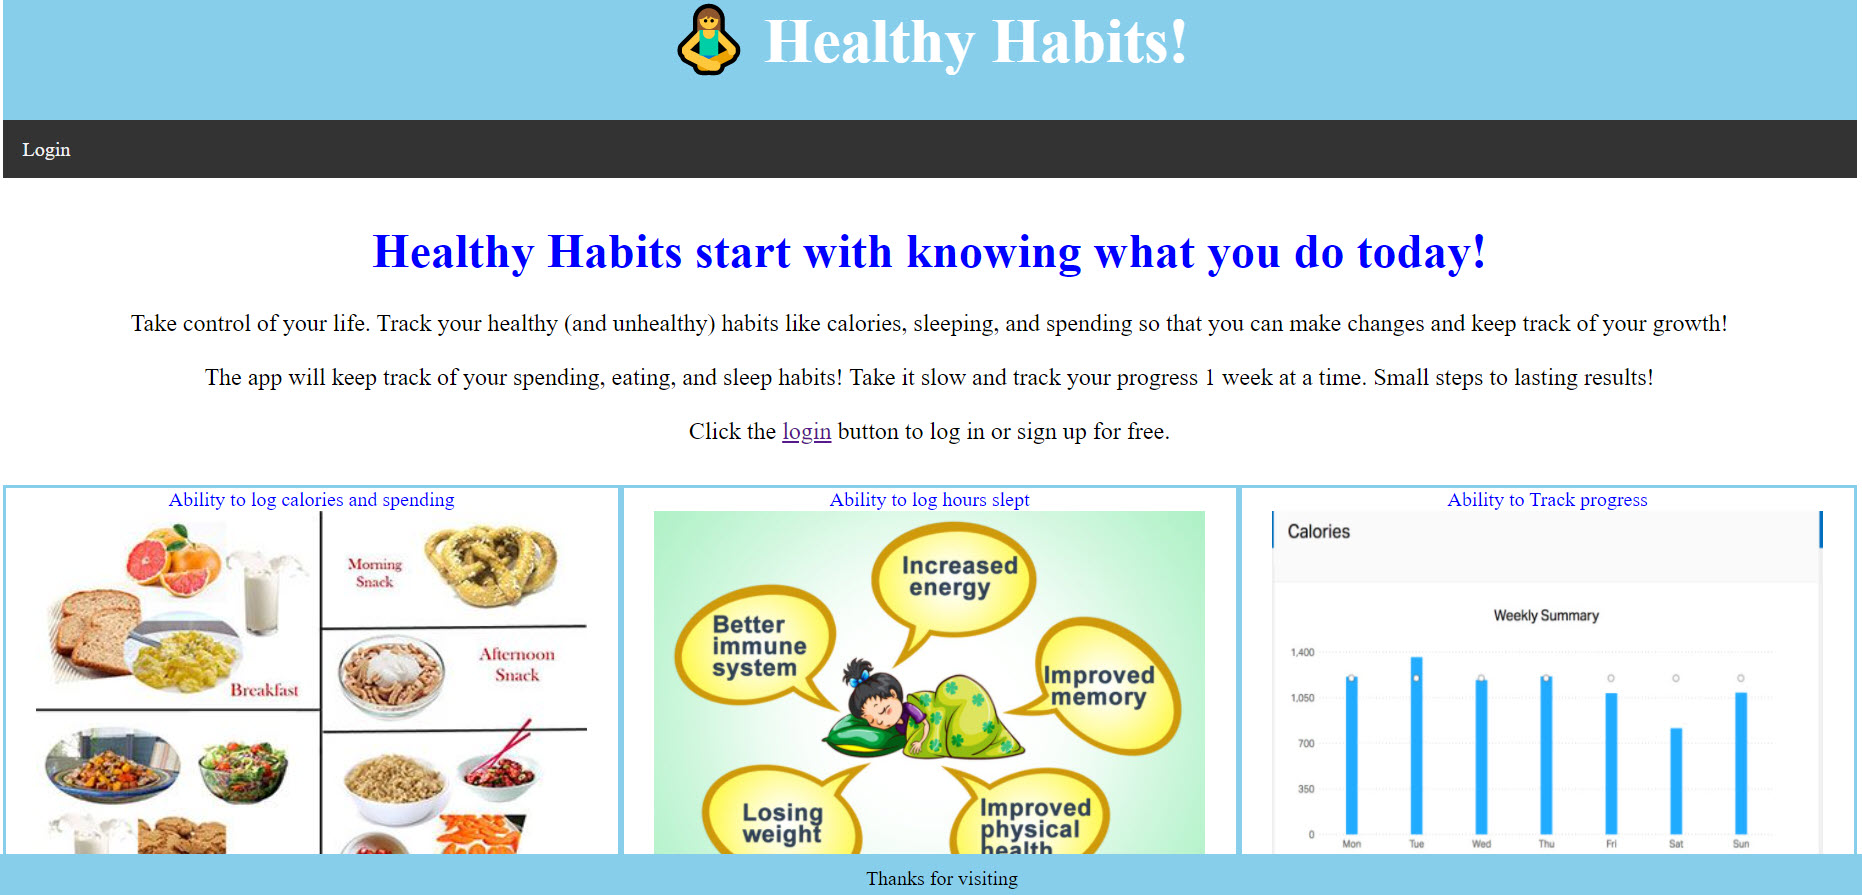 Healthy Habits!
Login
Healthy Habits start with knowing what you do today!
Take control of your life. Track your healthy (and unhealthy) habits like calories, sleeping, and spending so that you can make changes and keep track of your growth!
The app will keep track of your spending, eating, and sleep habits! Take it slow and track your progress 1 week at a time. Small steps to lasting results!
Click the login button to log in or sign up for free.
Ability to log calories and spending
Breakfast
Morning
Snack
Afternoon
Snack
Ability to log hours slept
Increased
energy
Better
immune
system
Improved
memory
Losing
weight
Improved
physical
health
Ability to Track progress
Calories
Weekly Summary
1,400
1,050
700
350
0
Mon Tue Wed Thu Fri Sat Sun
Thanks for visiting